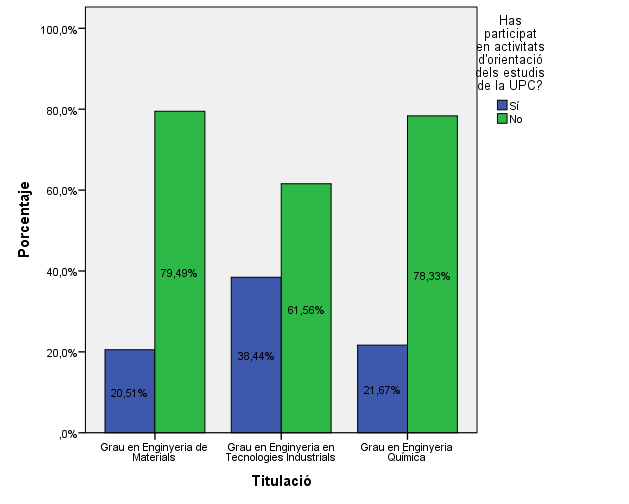 Has
participat
en activitats
d'orientació
dels estudis
de la UPC?
Sí
No
100,0%
80,0%
60,0%
40,0%
20,0%
,0%
Porcentaje
79,49%
20,51%
61,56%
38,44%
78,33%
21,67%
Grau en Enginyeria de
Materials
Grau en Enginyeria en
Tecnologies Industrials
Grau en Enginyeria
Química
Titulació